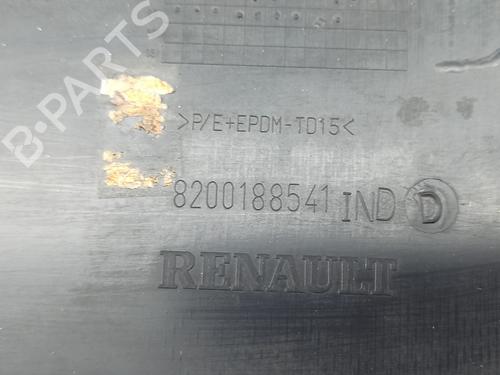 >P/E+EPDM-TD15<
8200188541 IND D
RENAULT
B-PARTS